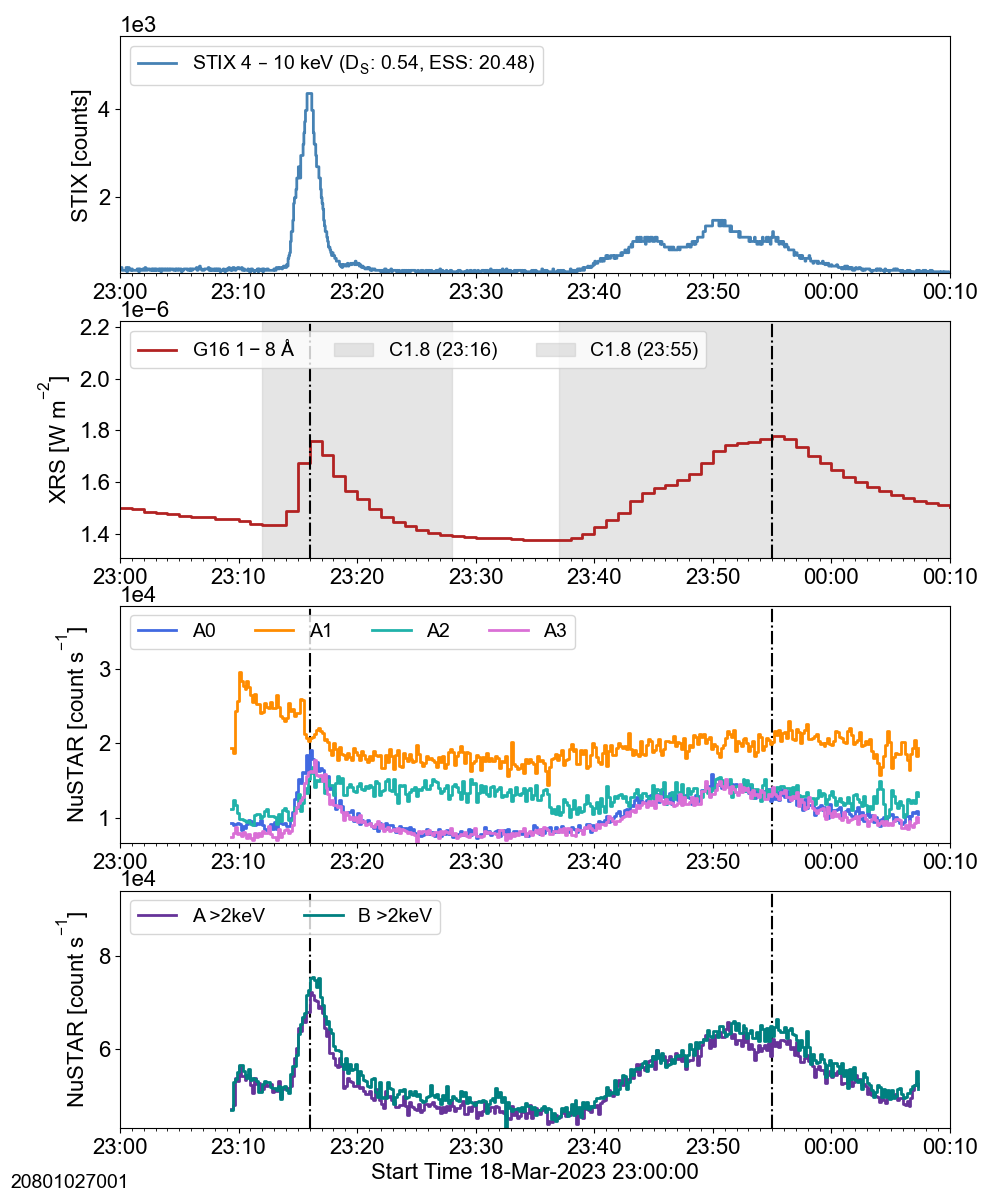 1e3
STIX 4 – 10 keV (D_S: 0.54, ESS: 20.48)
STIX [counts]
4
2
23:00 23:10 23:20 23:30 23:40 23:50 00:00 00:10
1e−6
G16 1 – 8 Å C1.8 (23:16) C1.8 (23:55)
XRS [W m⁻²]
2.2
2.0
1.8
1.6
1.4
23:00 23:10 23:20 23:30 23:40 23:50 00:00 00:10
1e4
A0 A1 A2 A3
NuSTAR [count s⁻¹]
3
2
1
23:00 23:10 23:20 23:30 23:40 23:50 00:00 00:10
1e4
A >2keV B >2keV
NuSTAR [count s⁻¹]
8
6
23:00 23:10 23:20 23:30 23:40 23:50 00:00 00:10
Start Time 18-Mar-2023 23:00:00
20801027001